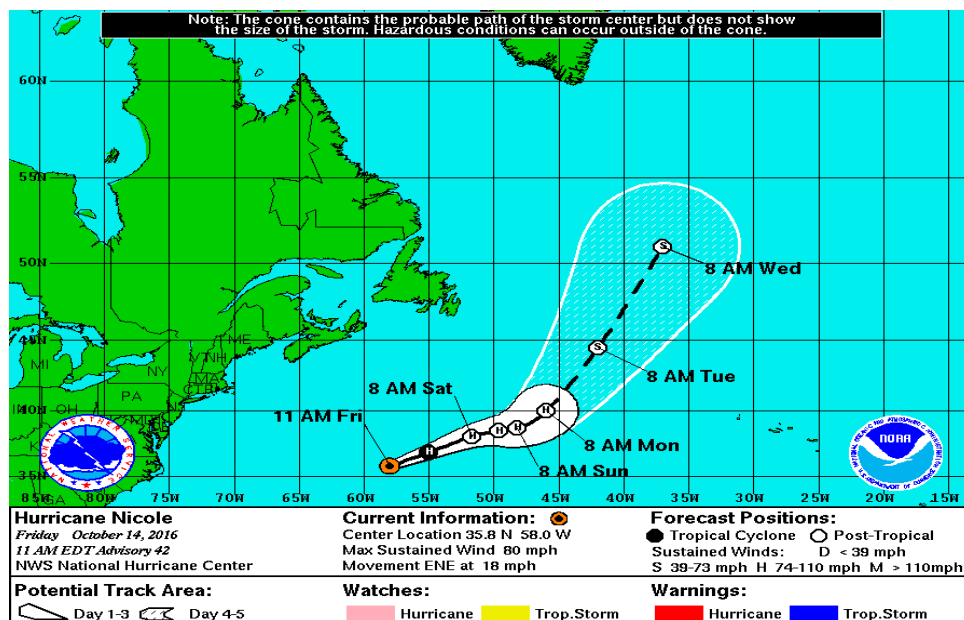 Note: The cone contains the probable path of the storm center but does not show
the size of the storm. Hazardous conditions can occur outside of the cone.
60N
55N
50N
45N
40N
35N
8 AM Wed
8 AM Tue
8 AM Mon
8 AM Sun
8 AM Sat
11 AM Fri
S
S
H
H
H
H
H
ME
VT
NH
NY
MA
CT
MI
PA
OH
GA
NATIONAL WEATHER SERVICE
NOAA
85W 80W 75W 70W 65W 60W 55W 50W 45W 40W 35W 30W 25W 20W 15W
Hurricane Nicole
Friday October 14, 2016
11 AM EDT Advisory 42
NWS National Hurricane Center
Current Information:
Center Location 35.8 N 58.0 W
Max Sustained Wind 80 mph
Movement ENE at 18 mph
Forecast Positions:
Tropical Cyclone Post-Tropical
Sustained Winds: D < 39 mph
S 39-73 mph H 74-110 mph M > 110mph
Potential Track Area:
Day 1-3 Day 4-5
Watches:
Hurricane Trop.Storm
Warnings:
Hurricane Trop.Storm